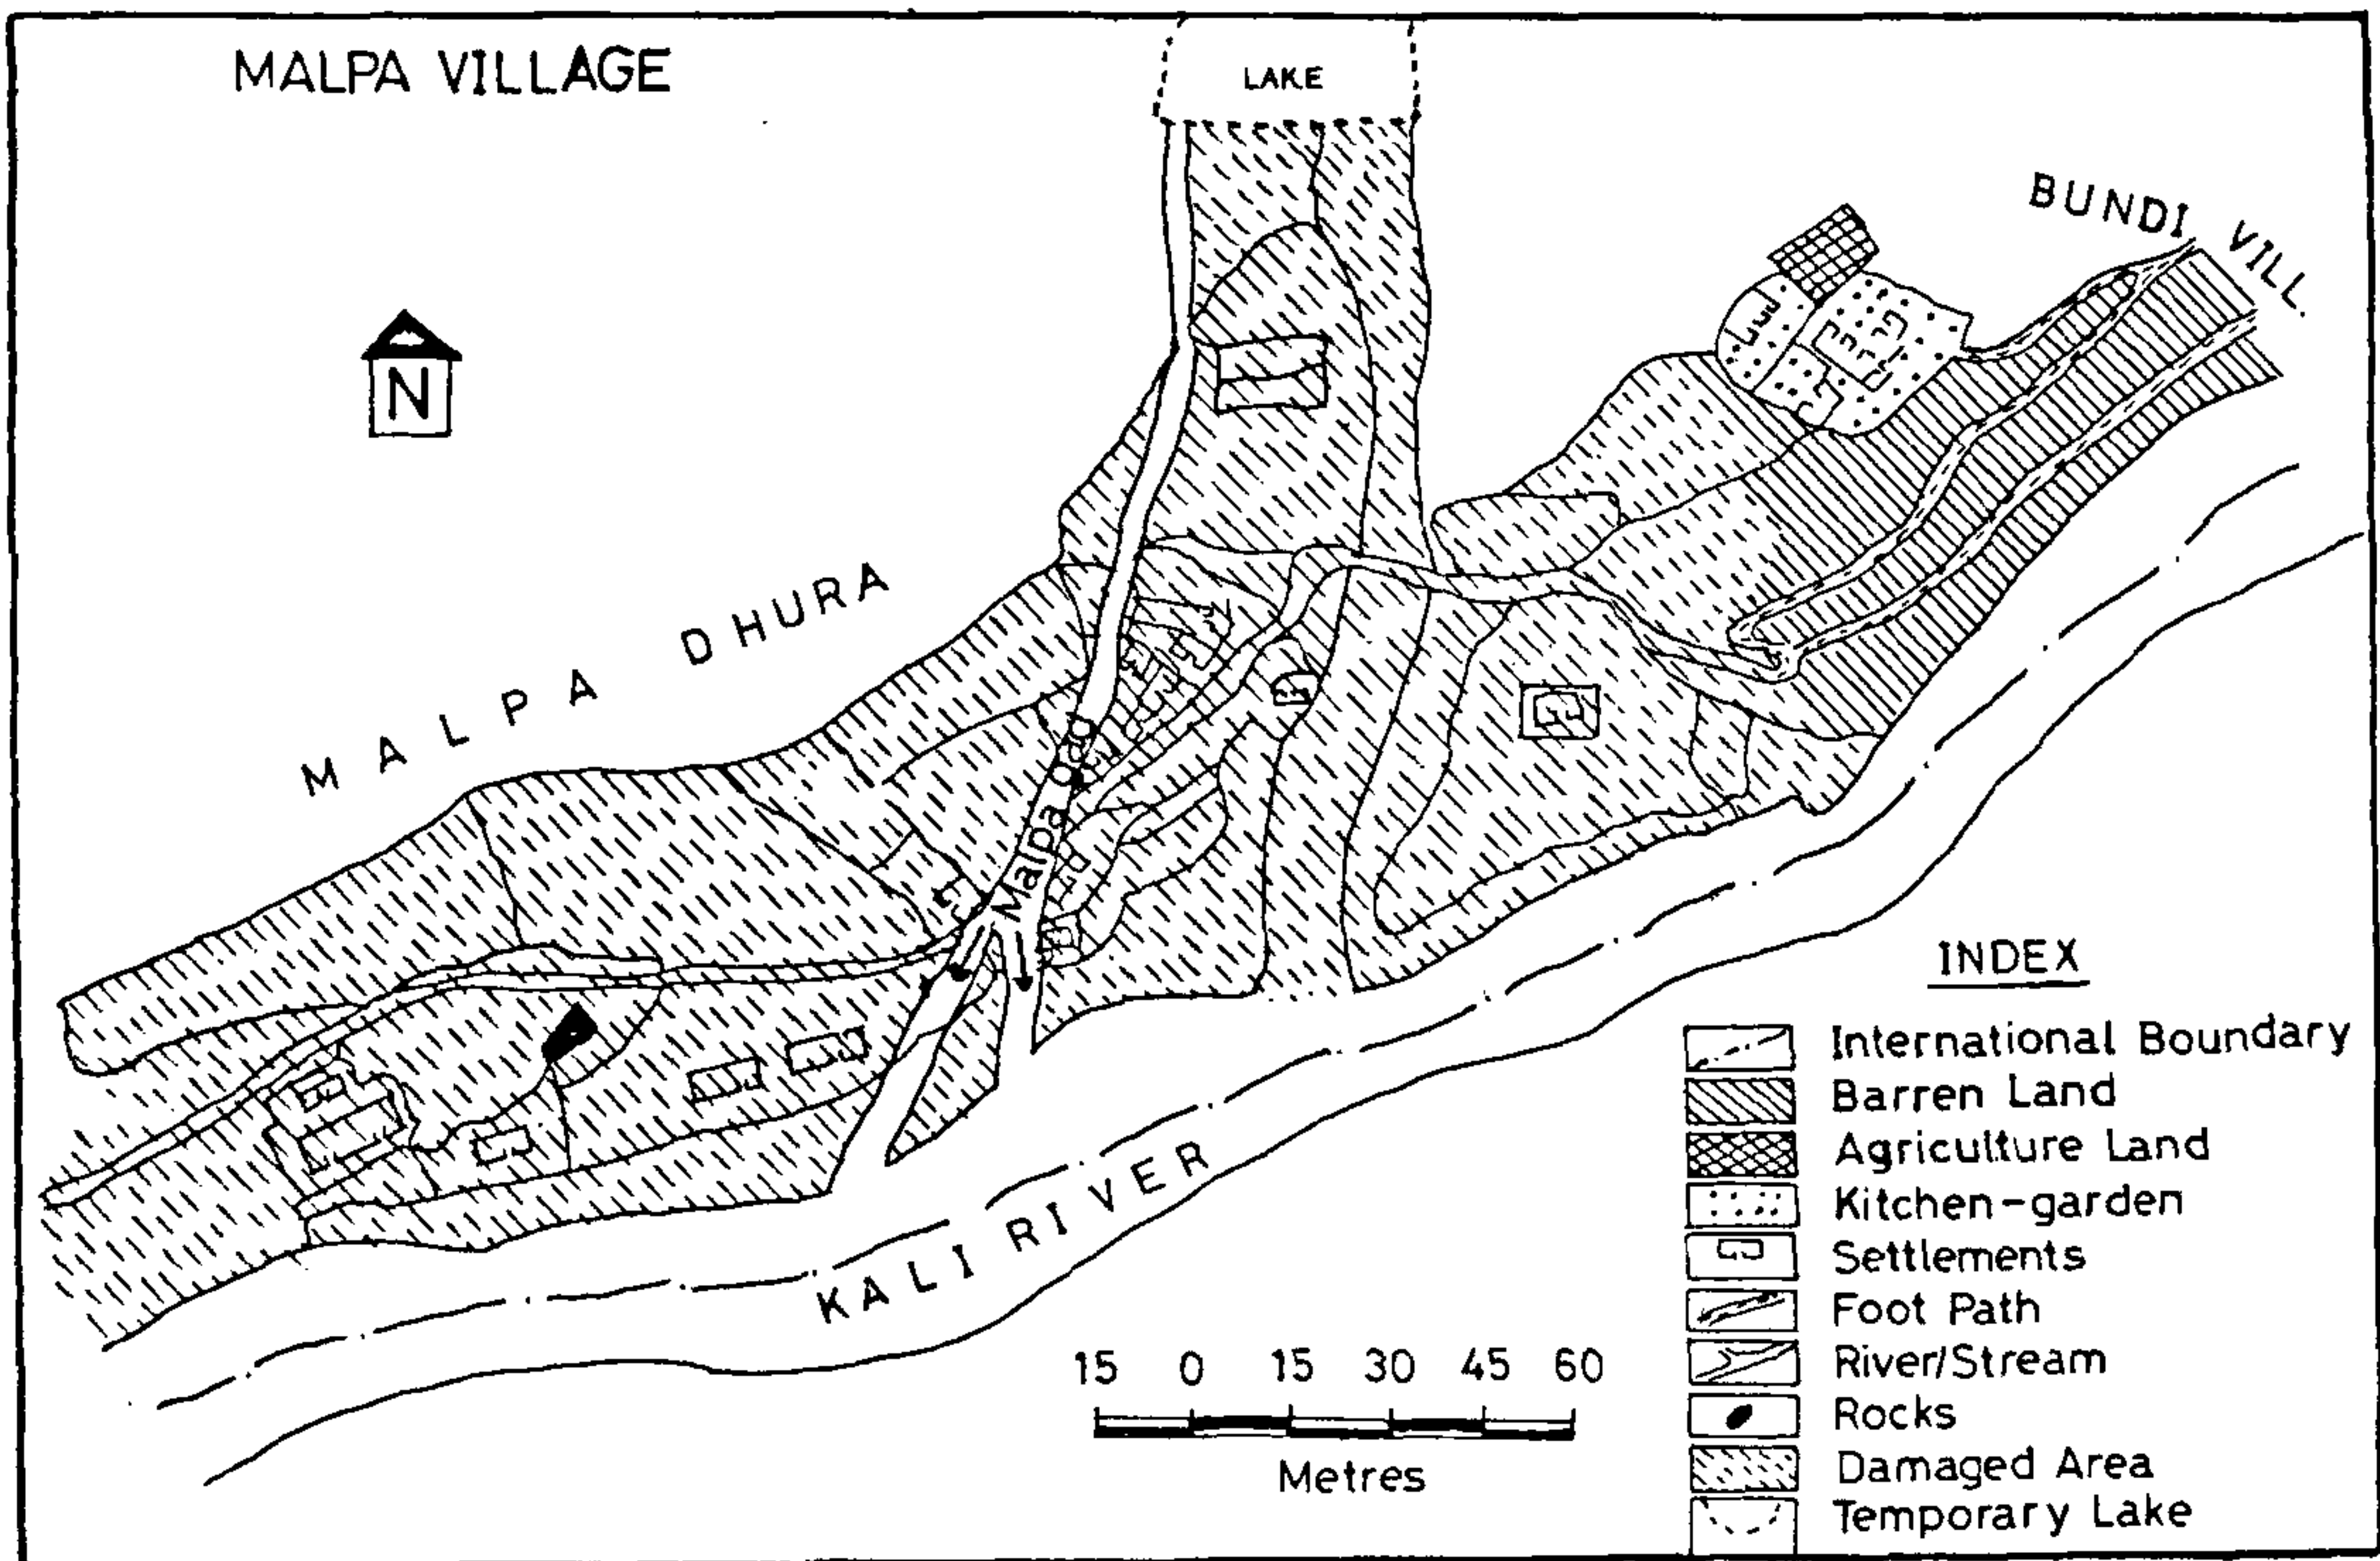 MALPA VILLAGE
LAKE
BUNDI VILL.
N
MALPA DHURA
Malpa Gad
KALI RIVER
INDEX
International Boundary
Barren Land
Agriculture Land
Kitchen-garden
Settlements
Foot Path
River/Stream
Rocks
Damaged Area
Temporary Lake
15 0 15 30 45 60
Metres